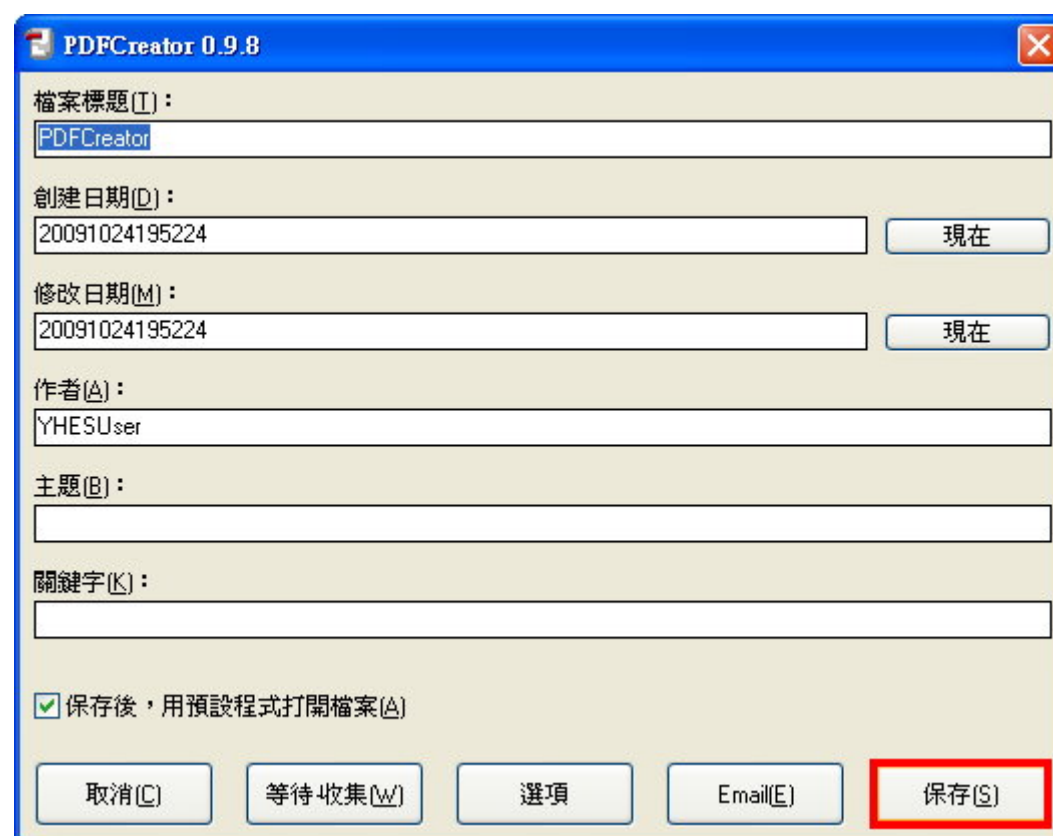 PDFCreator 0.9.8
檔案標題(T)：
PDFCreator
創建日期(D)：
20091024195224 現在
修改日期(M)：
20091024195224 現在
作者(A)：
YHESUser
主題(B)：
關鍵字(K)：
保存後，用預設程式打開檔案(A)
取消(C) 等待-收集(W) 選項 Email(E) 保存(S)